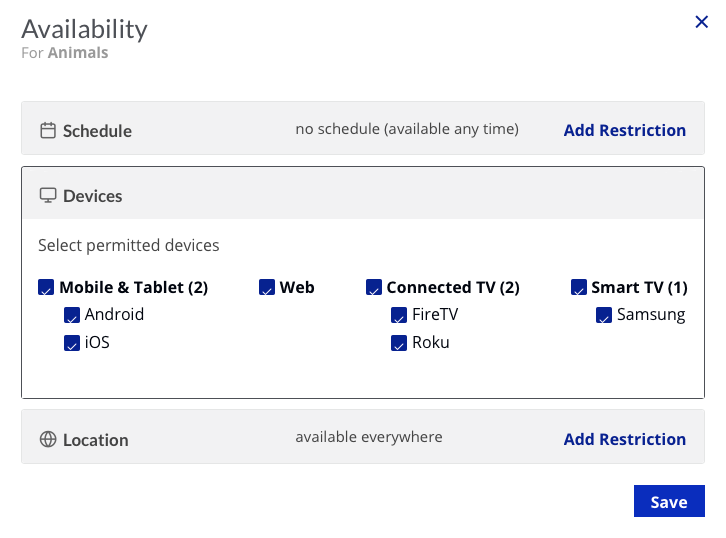 Availability
For Animals
Schedule
no schedule (available any time)
Add Restriction
Devices
Select permitted devices
Mobile & Tablet (2)
Android
iOS
Web
Connected TV (2)
FireTV
Roku
Smart TV (1)
Samsung
Location
available everywhere
Add Restriction
Save